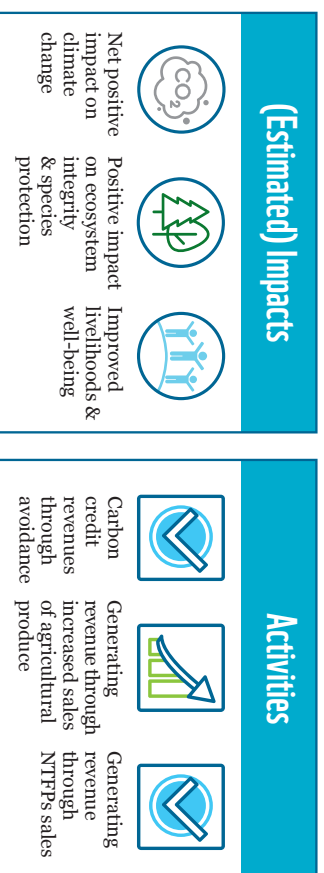 (Estimated) Impacts
CO2
Net positive
impact on
climate
change
Positive impact
on ecosystem
integrity
& species
protection
Improved
livelihoods &
well-being
Activities
Carbon
credit
revenues
through
avoidance
Generating
revenue through
increased sales
of agricultural
produce
Generating
revenue
through
NTFPs sales